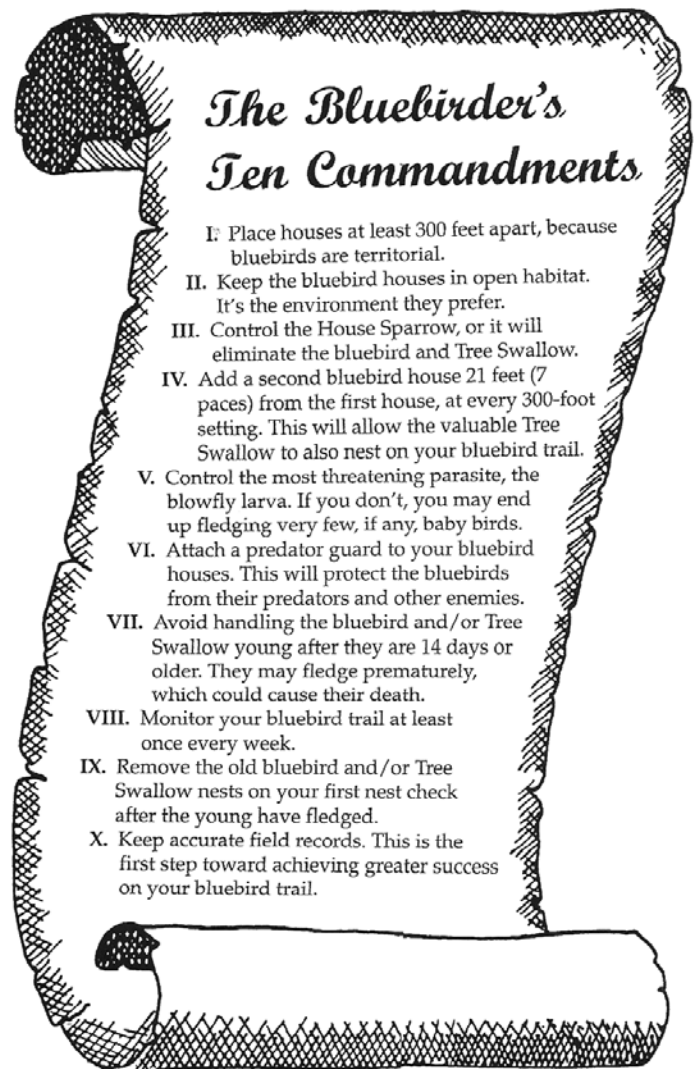 The Bluebirder's
Ten Commandments
I. Place houses at least 300 feet apart, because
bluebirds are territorial.
II. Keep the bluebird houses in open habitat.
It's the environment they prefer.
III. Control the House Sparrow, or it will
eliminate the bluebird and Tree Swallow.
IV. Add a second bluebird house 21 feet (7
paces) from the first house, at every 300-foot
setting. This will allow the valuable Tree
Swallow to also nest on your bluebird trail.
V. Control the most threatening parasite, the
blowfly larva. If you don't, you may end
up fledging very few, if any, baby birds.
VI. Attach a predator guard to your bluebird
houses. This will protect the bluebirds
from their predators and other enemies.
VII. Avoid handling the bluebird and/or Tree
Swallow young after they are 14 days or
older. They may fledge prematurely,
which could cause their death.
VIII. Monitor your bluebird trail at least
once every week.
IX. Remove the old bluebird and/or Tree
Swallow nests on your first nest check
after the young have fledged.
X. Keep accurate field records. This is the
first step toward achieving greater success
on your bluebird trail.